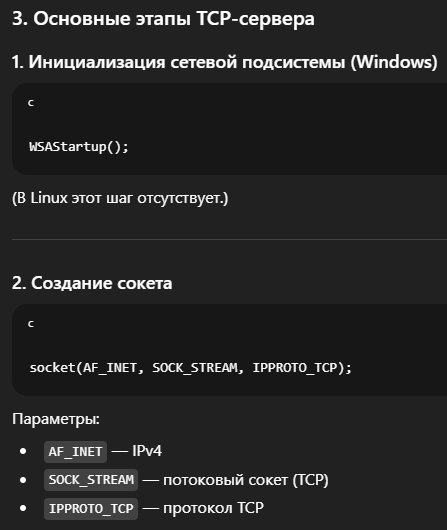 3. Основные этапы TCP-сервера
1. Инициализация сетевой подсистемы (Windows)
c
WSAStartup();
(В Linux этот шаг отсутствует.)
2. Создание сокета
c
socket(AF_INET, SOCK_STREAM, IPPROTO_TCP);
Параметры:
• AF_INET — IPv4
• SOCK_STREAM — потоковый сокет (TCP)
• IPPROTO_TCP — протокол TCP